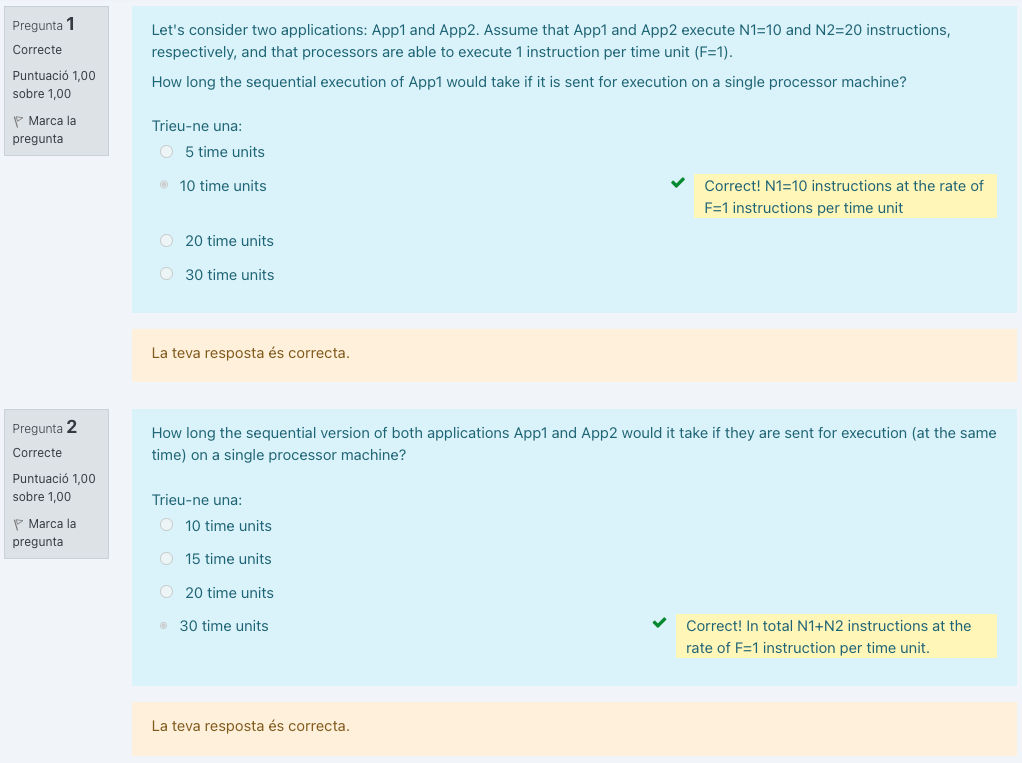 Pregunta 1
Correcte
Puntuació 1,00
sobre 1,00
Marca la
pregunta
Let's consider two applications: App1 and App2. Assume that App1 and App2 execute N1=10 and N2=20 instructions,
respectively, and that processors are able to execute 1 instruction per time unit (F=1).
How long the sequential execution of App1 would take if it is sent for execution on a single processor machine?
Trieu-ne una:
5 time units
10 time units
Correct! N1=10 instructions at the rate of
F=1 instructions per time unit
20 time units
30 time units
La teva resposta és correcta.
Pregunta 2
Correcte
Puntuació 1,00
sobre 1,00
Marca la
pregunta
How long the sequential version of both applications App1 and App2 would it take if they are sent for execution (at the same
time) on a single processor machine?
Trieu-ne una:
10 time units
15 time units
20 time units
30 time units
Correct! In total N1+N2 instructions at the
rate of F=1 instruction per time unit.
La teva resposta és correcta.